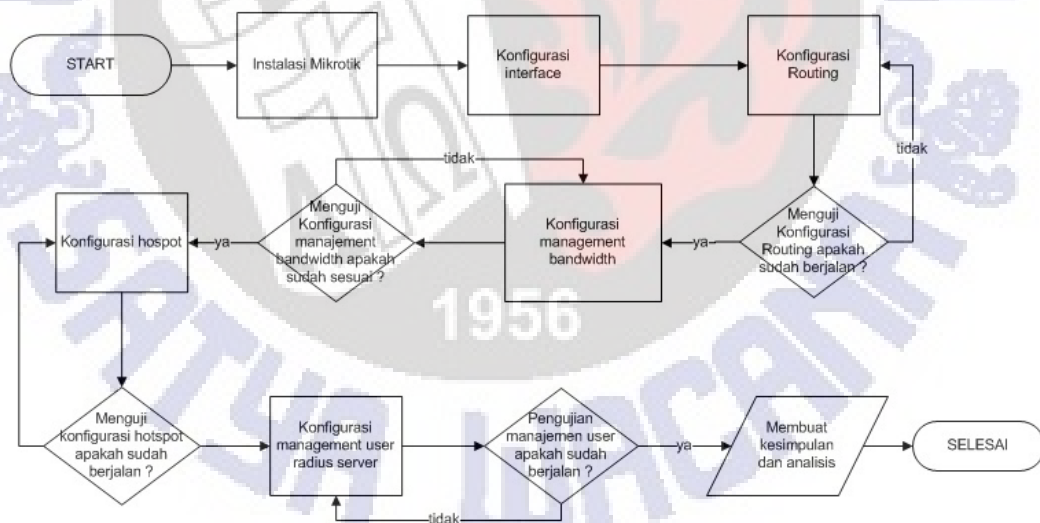 START
Instalasi Mikrotik
Konfigurasi
interface
Konfigurasi
Routing
tidak
Menguji
Konfigurasi
Routing apakah
sudah berjalan ?
ya
Konfigurasi
management
bandwidth
tidak
Menguji
Konfigurasi
manajement
bandwidth apakah
sudah sesuai ?
ya
Konfigurasi hospot
Menguji
konfigurasi hotspot
apakah sudah
berjalan ?
Konfigurasi
management user
radius server
Pengujian
manajemen user
apakah sudah
berjalan ?
tidak
ya
Membuat
kesimpulan
dan analisis
SELESAI
1956
SATYA WACANA